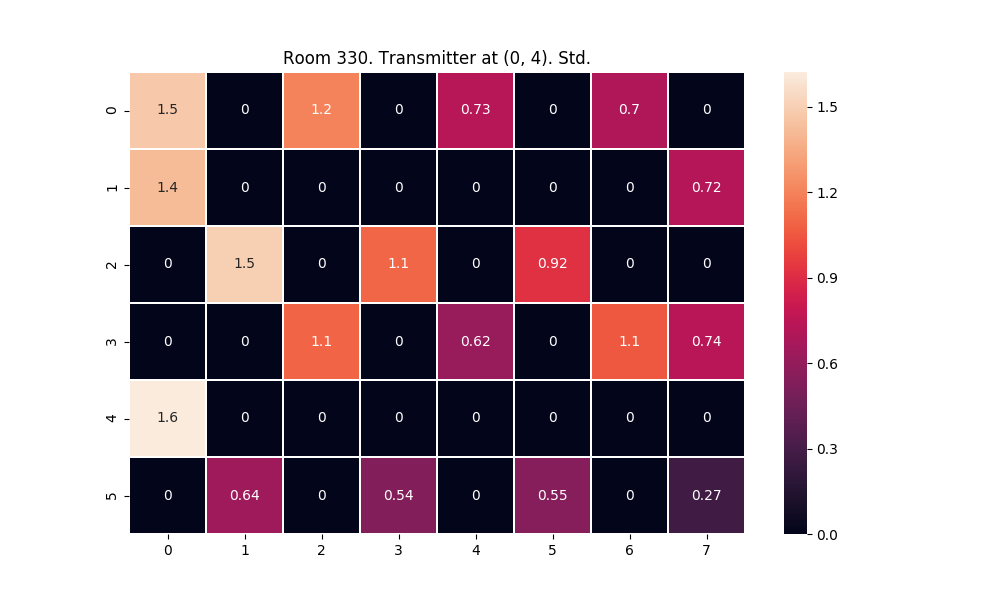 Room 330. Transmitter at (0, 4). Std.
0 1.5 0 1.2 0 0.73 0 0.7 0
1 1.4 0 0 0 0 0 0 0.72
2 0 1.5 0 1.1 0 0.92 0 0
3 0 0 1.1 0 0.62 0 1.1 0.74
4 1.6 0 0 0 0 0 0 0
5 0 0.64 0 0.54 0 0.55 0 0.27
0 1 2 3 4 5 6 7
1.5
1.2
0.9
0.6
0.3
0.0